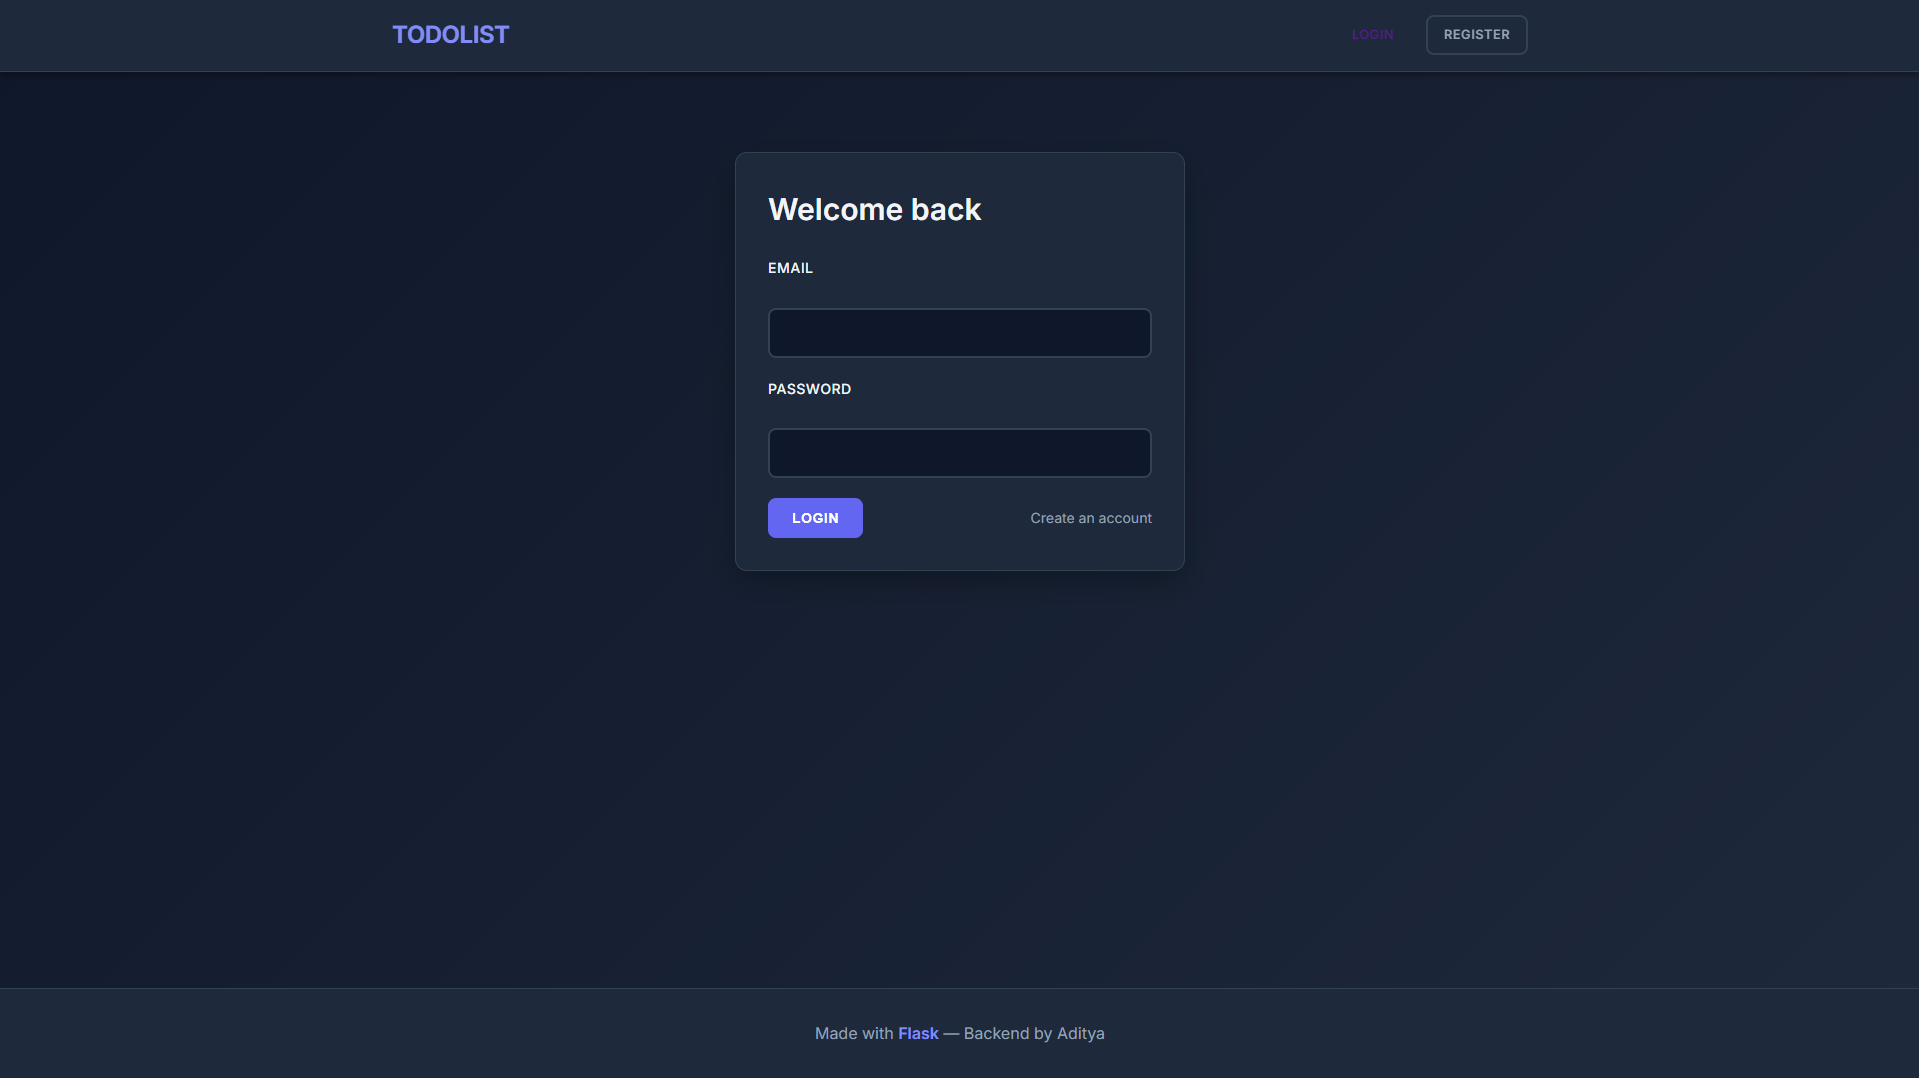 TODOLIST
LOGIN
REGISTER
Welcome back
EMAIL
PASSWORD
LOGIN
Create an account
Made with Flask — Backend by Aditya